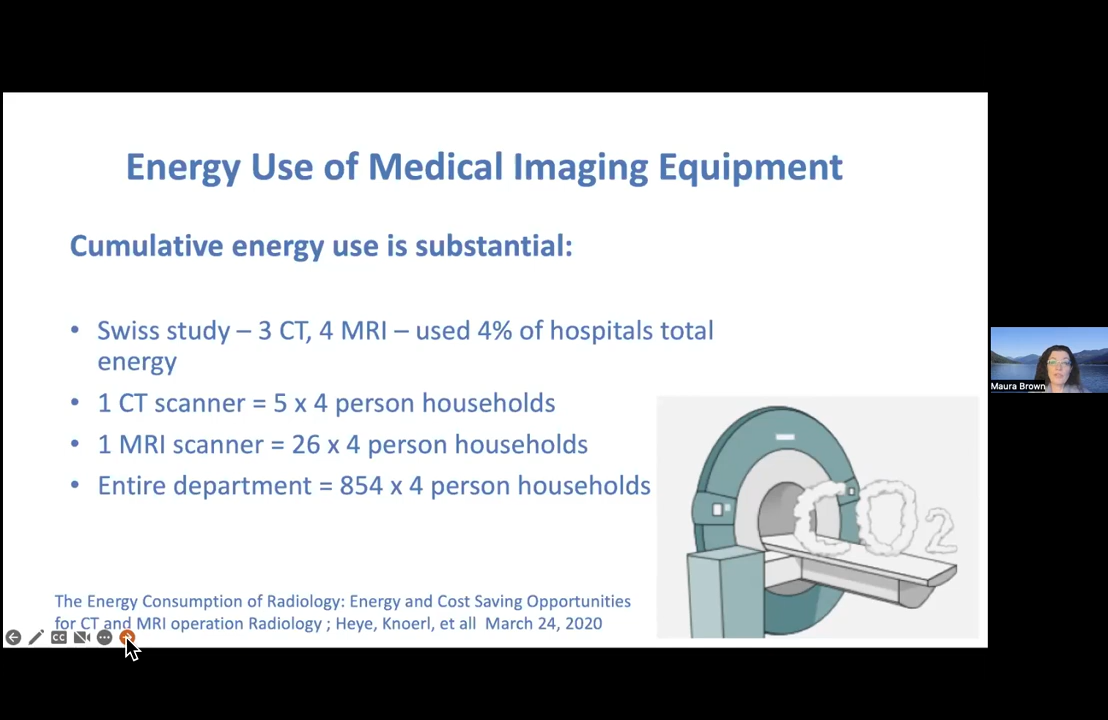 Energy Use of Medical Imaging Equipment
Cumulative energy use is substantial:
• Swiss study – 3 CT, 4 MRI – used 4% of hospitals total
energy
• 1 CT scanner = 5 x 4 person households
• 1 MRI scanner = 26 x 4 person households
• Entire department = 854 x 4 person households
CO2
The Energy Consumption of Radiology: Energy and Cost Saving Opportunities
for CT and MRI operation Radiology ; Heye, Knoerl, et all March 24, 2020
CC
Maura Brown